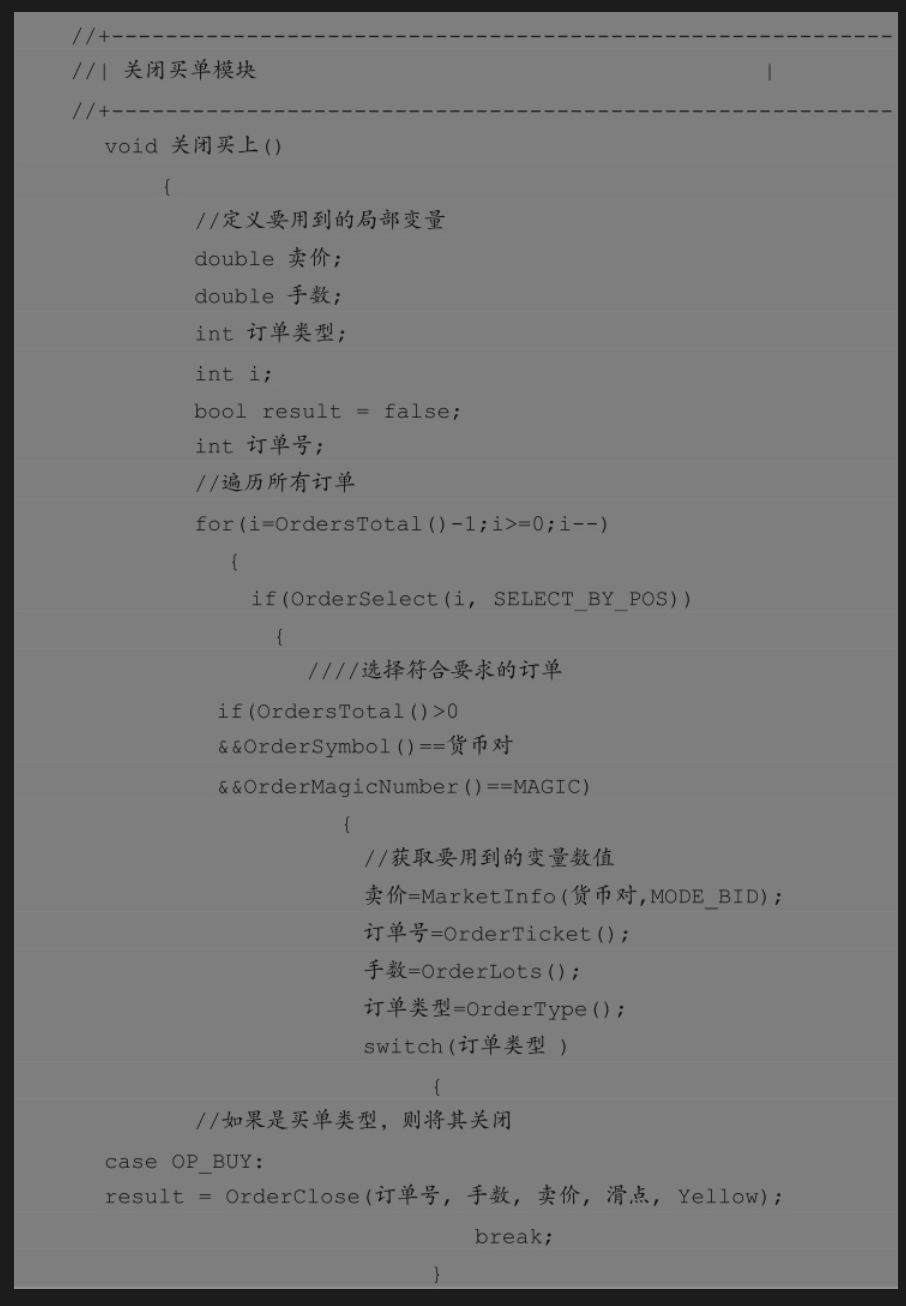 //+----------------------------------------------------------
//| 关闭买单模块 |
//+----------------------------------------------------------
void 关闭买上()
{
//定义要用到的局部变量
double 卖价;
double 手数;
int 订单类型;
int i;
bool result = false;
int 订单号;
//遍历所有订单
for(i=OrdersTotal()-1;i>=0;i--)
{
if(OrderSelect(i, SELECT_BY_POS))
{
////选择符合要求的订单
if(OrdersTotal()>0
&&OrderSymbol()==货币对
&&OrderMagicNumber()==MAGIC)
{
//获取要用到的变量数值
卖价=MarketInfo(货币对,MODE_BID);
订单号=OrderTicket();
手数=OrderLots();
订单类型=OrderType();
switch(订单类型 )
{
//如果是买单类型，则将其关闭
case OP_BUY:
result = OrderClose(订单号, 手数, 卖价, 滑点, Yellow);
break;
}